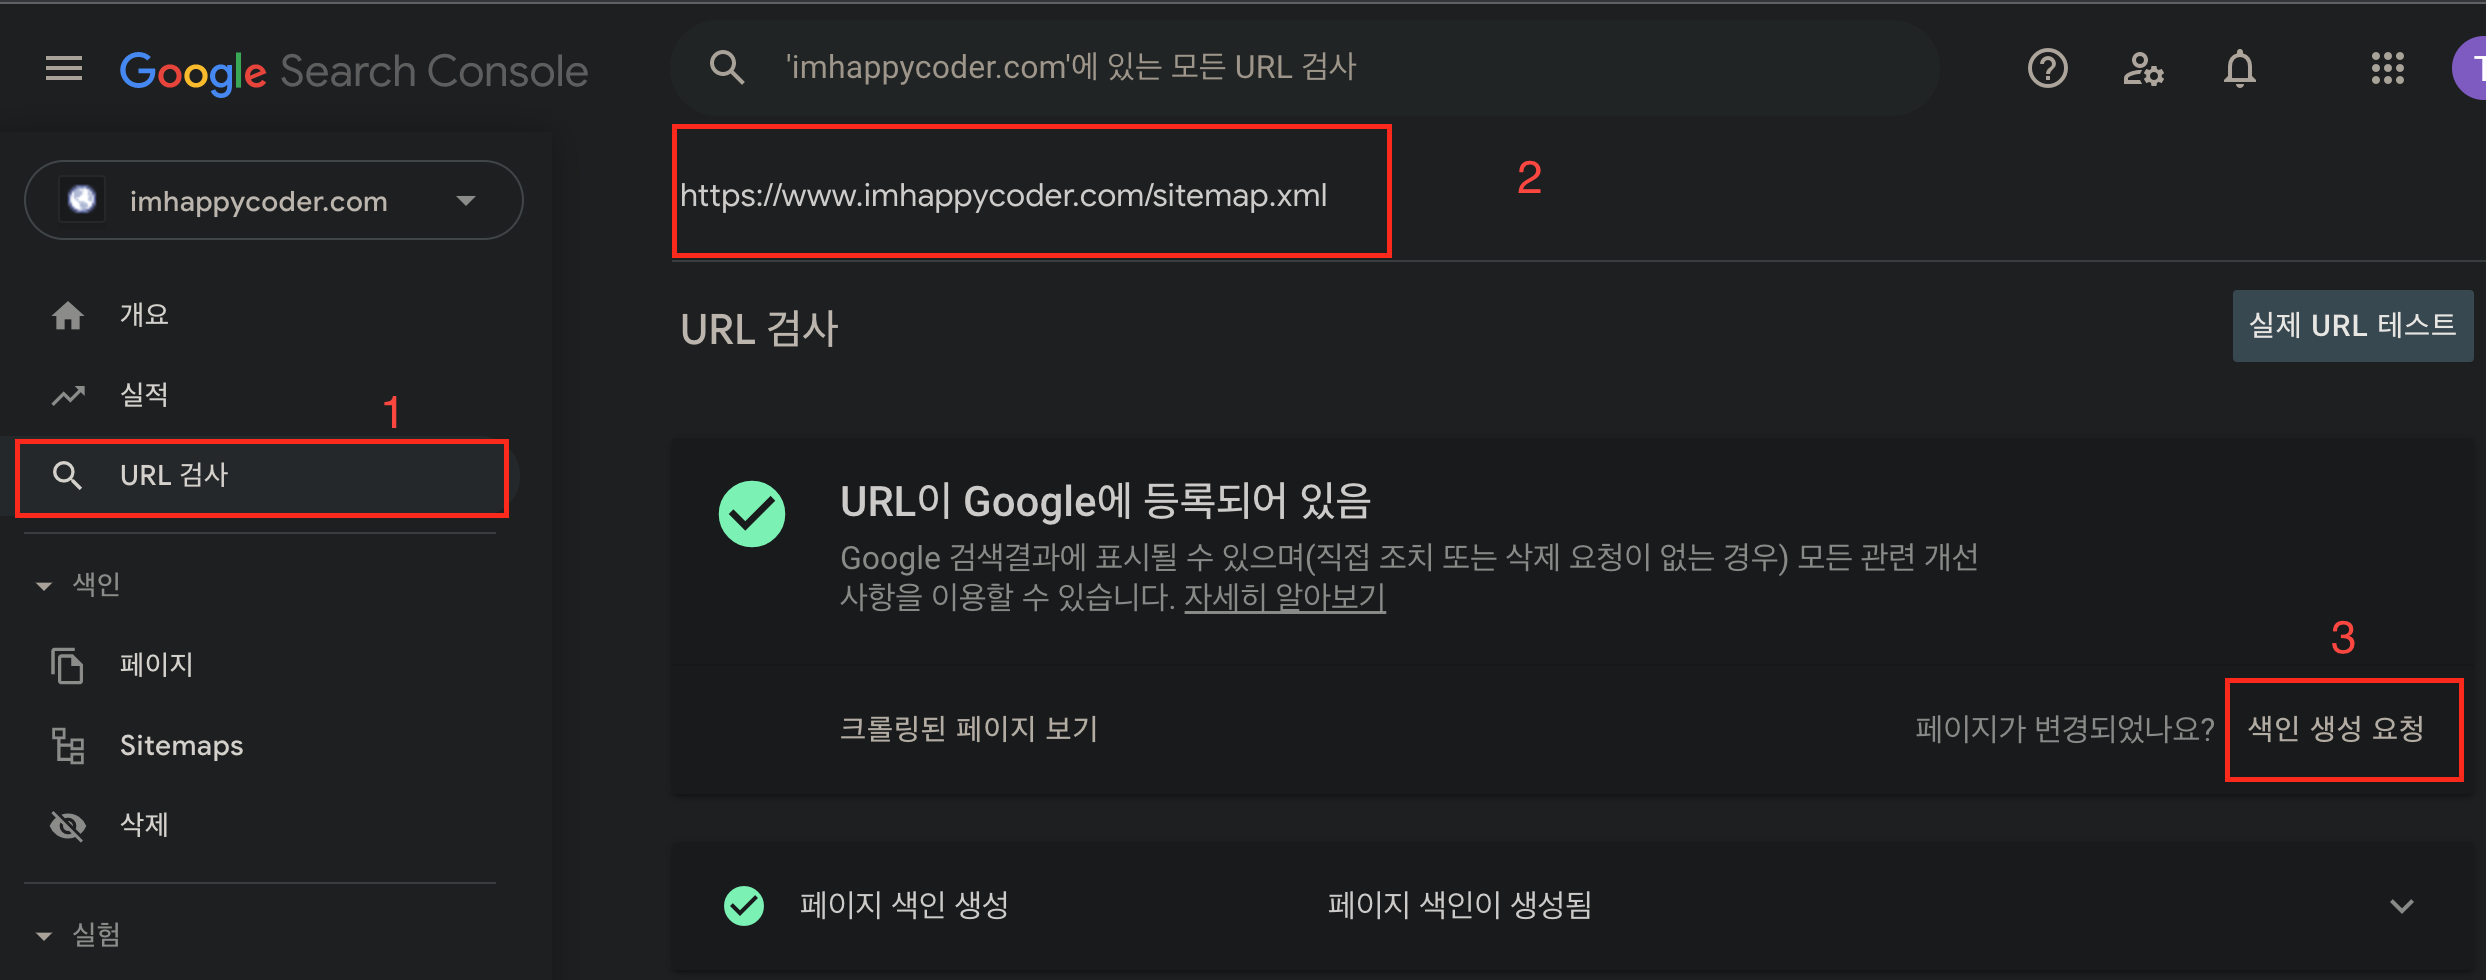 Google Search Console
'imhappycoder.com'에 있는 모든 URL 검사
T
imhappycoder.com
https://www.imhappycoder.com/sitemap.xml
2
개요
URL 검사
실제 URL 테스트
실적
1
URL 검사
URL이 Google에 등록되어 있음
Google 검색결과에 표시될 수 있으며(직접 조치 또는 삭제 요청이 없는 경우) 모든 관련 개선
사항을 이용할 수 있습니다. 자세히 알아보기
색인
3
페이지
크롤링된 페이지 보기
페이지가 변경되었나요? 색인 생성 요청
Sitemaps
삭제
페이지 색인 생성
페이지 색인이 생성됨
실험